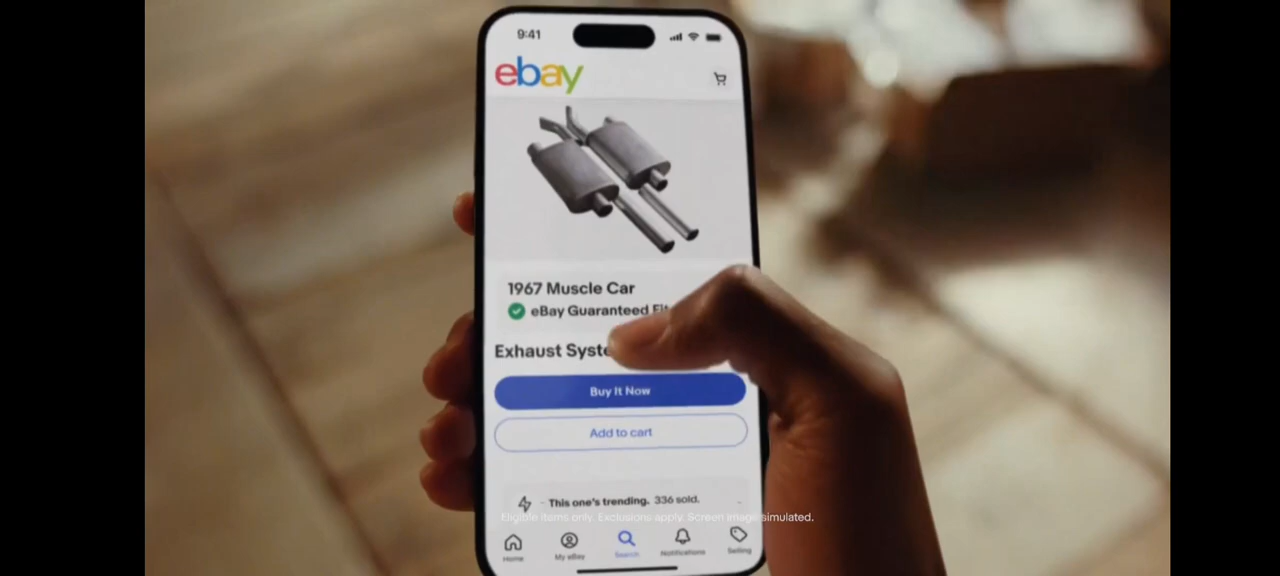 9:41
ebay
1967 Muscle Car
eBay Guaranteed Fit
Exhaust Syste
Buy It Now
Add to cart
This one's trending. 336 sold.
Eligible items only. Exclusions apply. Screen image simulated.
Home My eBay Search Notifications Selling